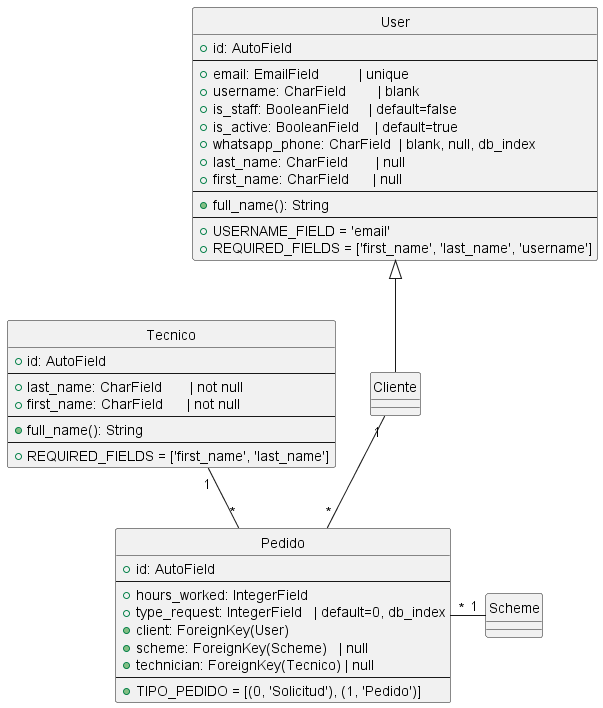 User
id: AutoField
email: EmailField | unique
username: CharField | blank
is_staff: BooleanField | default=false
is_active: BooleanField | default=true
whatsapp_phone: CharField | blank, null, db_index
last_name: CharField | null
first_name: CharField | null
full_name(): String
USERNAME_FIELD = 'email'
REQUIRED_FIELDS = ['first_name', 'last_name', 'username']
Tecnico
id: AutoField
last_name: CharField | not null
first_name: CharField | not null
full_name(): String
REQUIRED_FIELDS = ['first_name', 'last_name']
Cliente
1
1
*
*
Pedido
id: AutoField
hours_worked: IntegerField
type_request: IntegerField | default=0, db_index
client: ForeignKey(User)
scheme: ForeignKey(Scheme) | null
technician: ForeignKey(Tecnico) | null
TIPO_PEDIDO = [(0, 'Solicitud'), (1, 'Pedido')]
* 1
Scheme